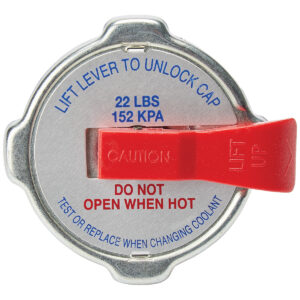 LIFT LEVER TO UNLOCK CAP
22 LBS
152 KPA
CAUTION
LIFT
UP
DO NOT
OPEN WHEN HOT
TEST OR REPLACE WHEN CHANGING COOLANT